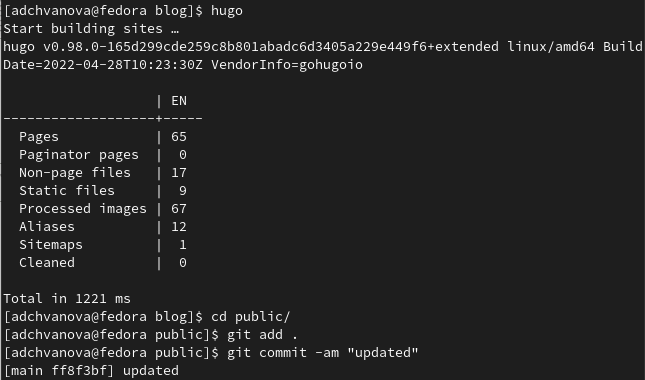 [adchvanova@fedora blog]$ hugo
Start building sites …
hugo v0.98.0-165d299cde259c8b801abadc6d3405a229e449f6+extended linux/amd64 Build
Date=2022-04-28T10:23:30Z VendorInfo=gohugoio
                   | EN
-------------------+-----
  Pages            | 65
  Paginator pages  |  0
  Non-page files   | 17
  Static files     |  9
  Processed images | 67
  Aliases          | 12
  Sitemaps         |  1
  Cleaned          |  0
Total in 1221 ms
[adchvanova@fedora blog]$ cd public/
[adchvanova@fedora public]$ git add .
[adchvanova@fedora public]$ git commit -am "updated"
[main ff8f3bf] updated